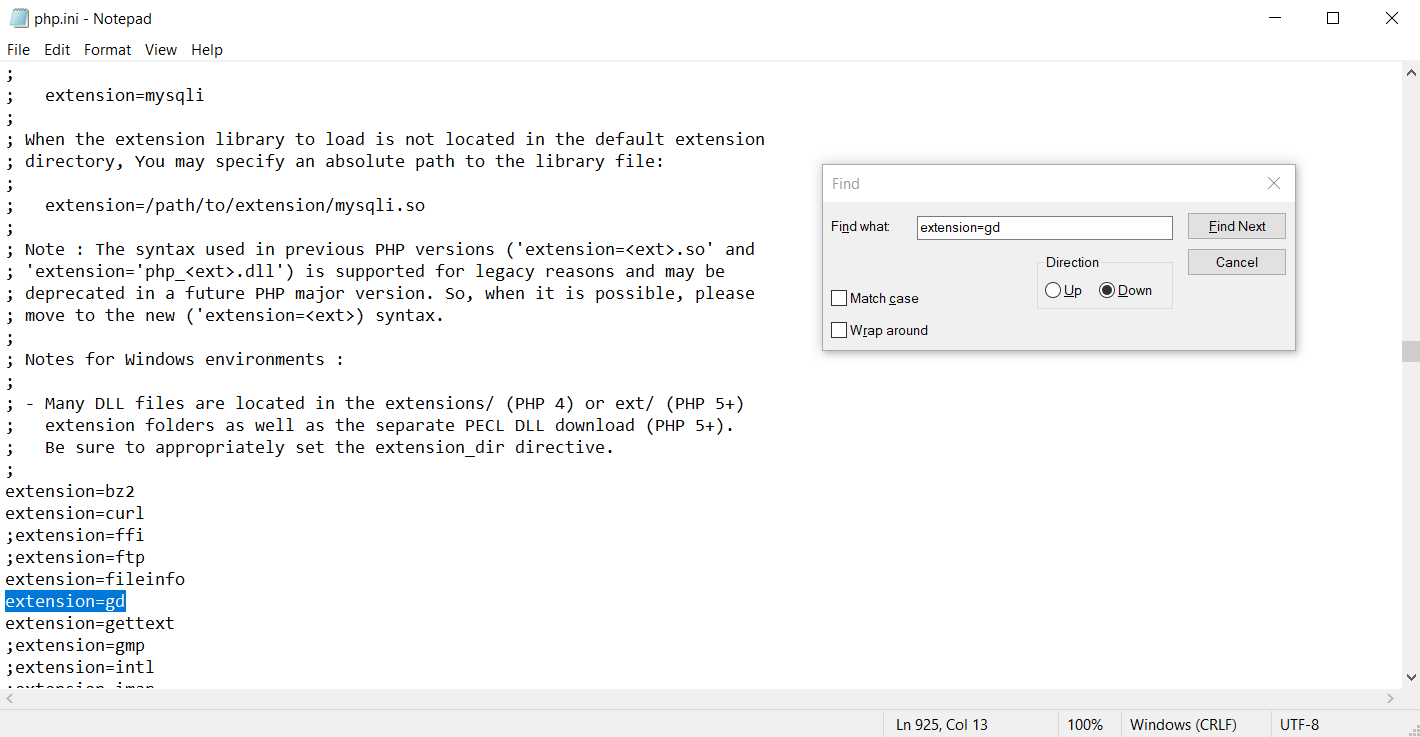 php.ini - Notepad
File Edit Format View Help
;
;   extension=mysqli
;
; When the extension library to load is not located in the default extension
; directory, You may specify an absolute path to the library file:
;
;   extension=/path/to/extension/mysqli.so
;
; Note : The syntax used in previous PHP versions ('extension=<ext>.so' and
; 'extension='php_<ext>.dll') is supported for legacy reasons and may be
; deprecated in a future PHP major version. So, when it is possible, please
; move to the new ('extension=<ext>) syntax.
;
; Notes for Windows environments :
;
; - Many DLL files are located in the extensions/ (PHP 4) or ext/ (PHP 5+)
;   extension folders as well as the separate PECL DLL download (PHP 5+).
;   Be sure to appropriately set the extension_dir directive.
;
extension=bz2
extension=curl
;extension=ffi
;extension=ftp
extension=fileinfo
extension=gd
extension=gettext
;extension=gmp
;extension=intl
Find
Find what: extension=gd Find Next
Direction Cancel
Up Down
Match case
Wrap around
Ln 925, Col 13 100% Windows (CRLF) UTF-8